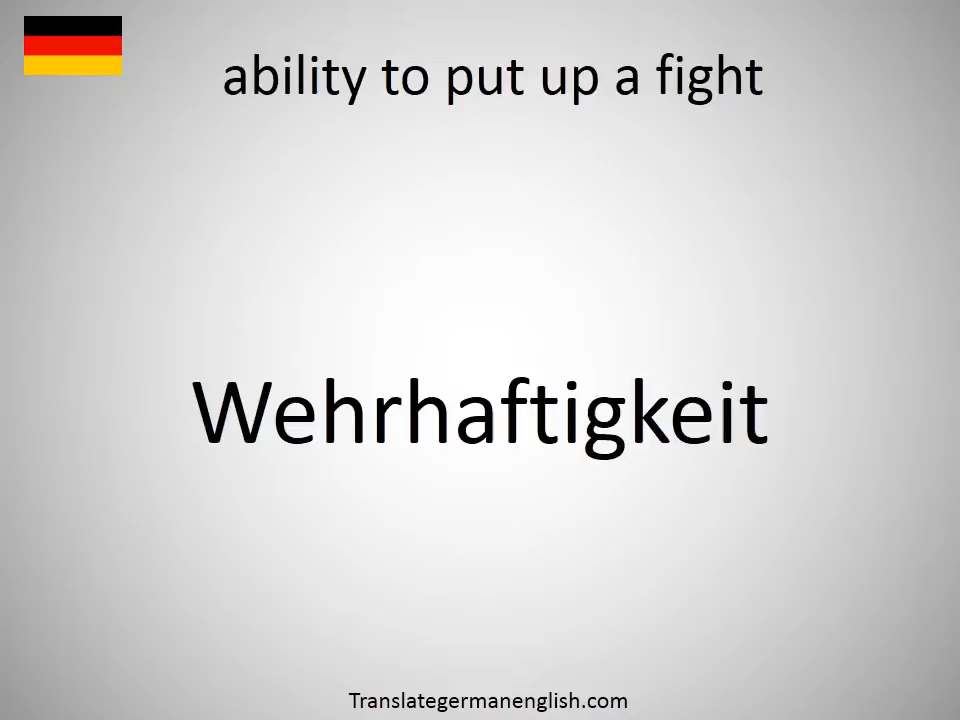 ability to put up a fight
Wehrhaftigkeit
Translategermanenglish.com